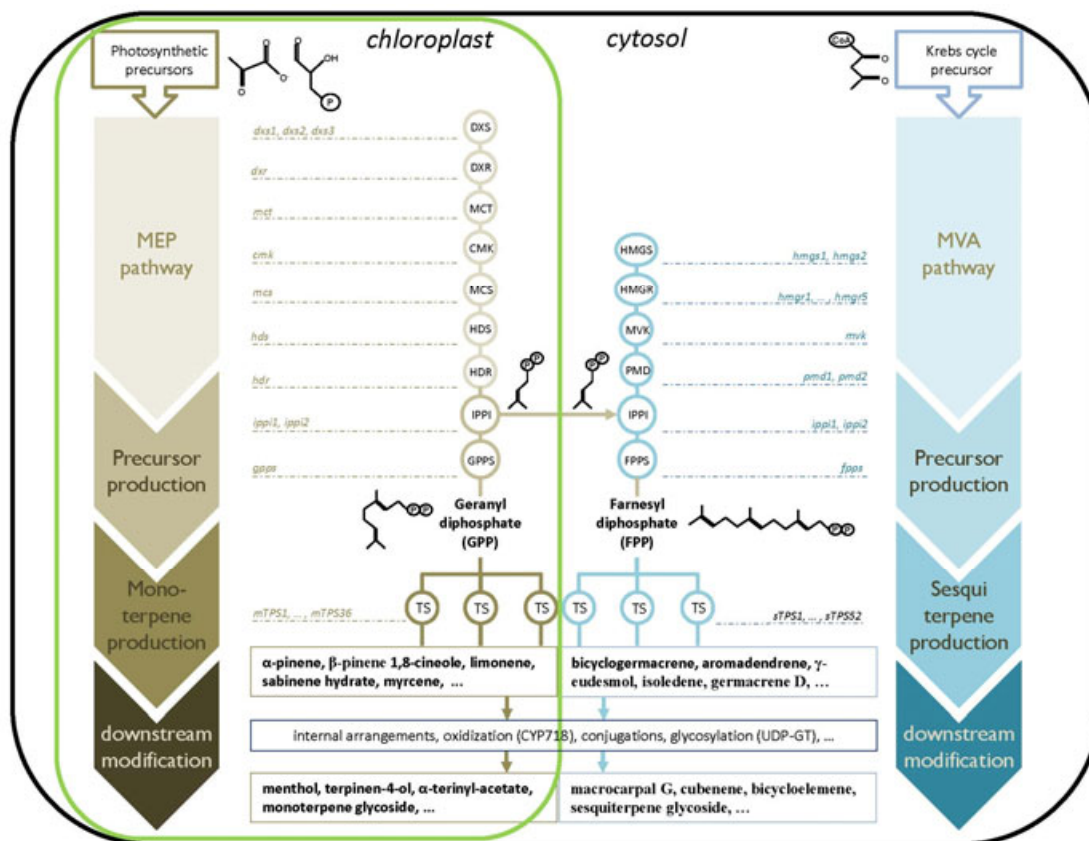 chloroplast
cytosol
Photosynthetic
precursors
OH
O
O-
O
O
P
CoA
O
O
Krebs cycle
precursor
MEP
pathway
Precursor
production
Mono-
terpene
production
downstream
modification
dxs1, dxs2, dxs3
dxr
mct
cmk
mcs
hds
hdr
ippi1, ippi2
gpps
DXS
DXR
MCT
CMK
MCS
HDS
HDR
IPPI
GPPS
P P
P P
HMGS
HMGR
MVK
PMD
IPPI
FPPS
hmgs1, hmgs2
hmgr1, .. , hmgr5
mvk
pmd1, pmd2
ippi1, ippi2
fpps
MVA
pathway
Precursor
production
Sesqui
terpene
production
downstream
modification
P P
Geranyl
diphosphate
(GPP)
Farnesyl
diphosphate
(FPP)
P P
mTPS1, ... , mTPS36
TS TS TS TS TS TS
sTPS1, ... , sTPS52
α-pinene, β-pinene 1,8-cineole, limonene,
sabinene hydrate, myrcene, ...
bicyclogermacrene, aromadendrene, γ-
eudesmol, isoledene, germacrene D, ...
internal arrangements, oxidization (CYP718), conjugations, glycosylation (UDP-GT), ...
menthol, terpinen-4-ol, α-terinyl-acetate,
monoterpene glycoside, ...
macrocarpal G, cubenene, bicycloelemene,
sesquiterpene glycoside, ...